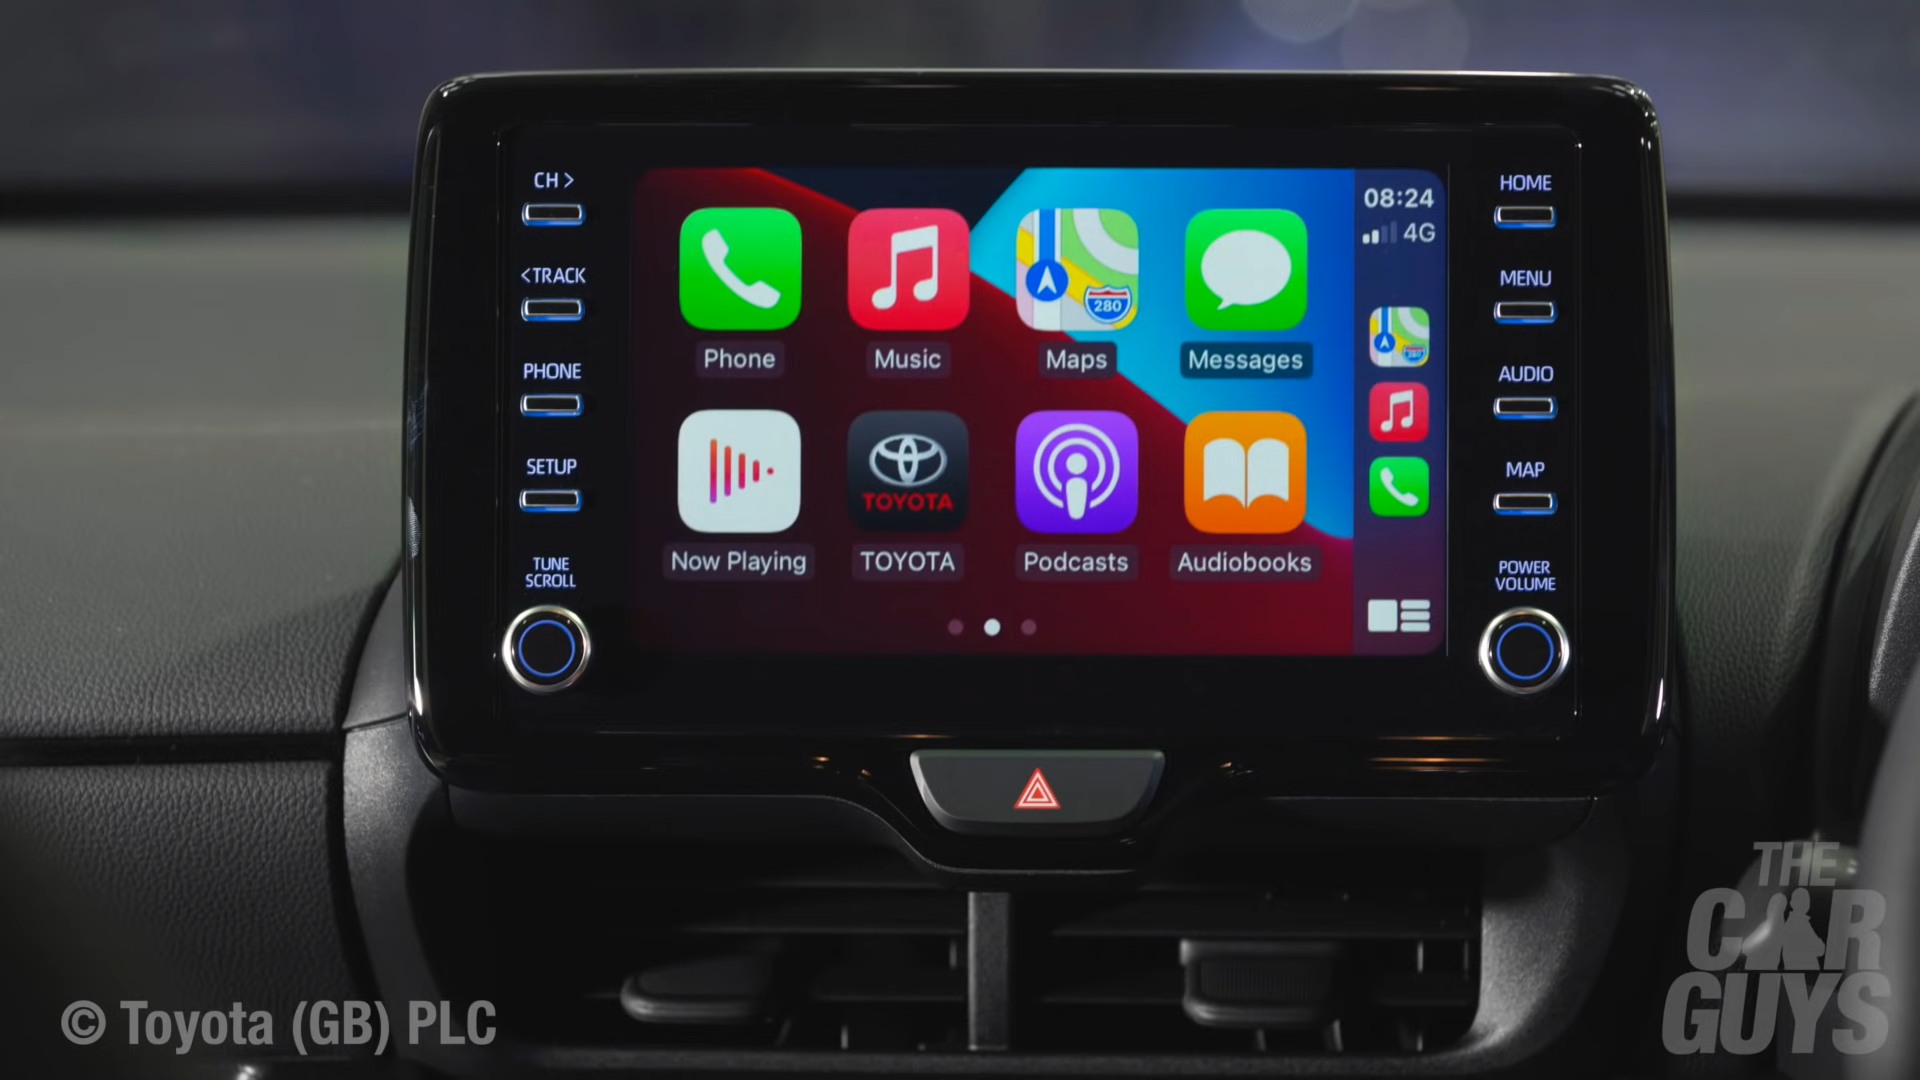 CH >
<TRACK
PHONE
SETUP
TUNE
SCROLL
08:24
4G
280
Phone
Music
Maps
Messages
TOYOTA
Now Playing
TOYOTA
Podcasts
Audiobooks
HOME
MENU
AUDIO
MAP
POWER
VOLUME
© Toyota (GB) PLC
THE
CAR
GUYS